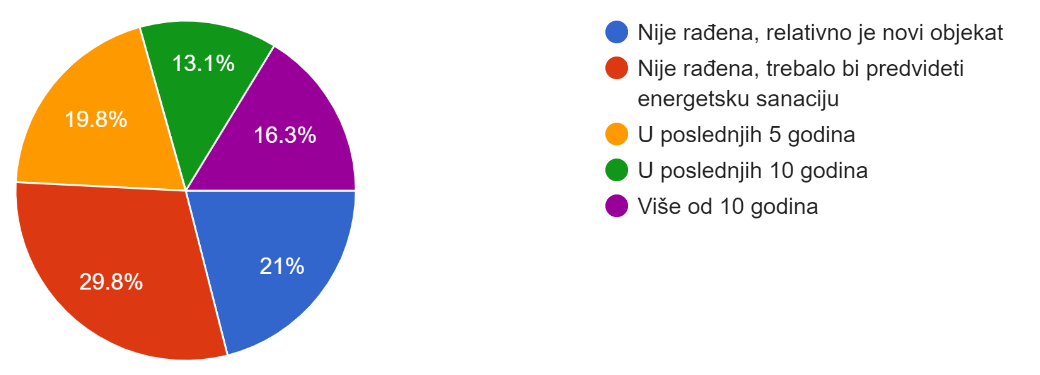 13.1%
19.8%
16.3%
29.8%
21%
Nije rađena, relativno je novi objekat
Nije rađena, trebalo bi predvideti
energetsku sanaciju
U poslednjih 5 godina
U poslednjih 10 godina
Više od 10 godina